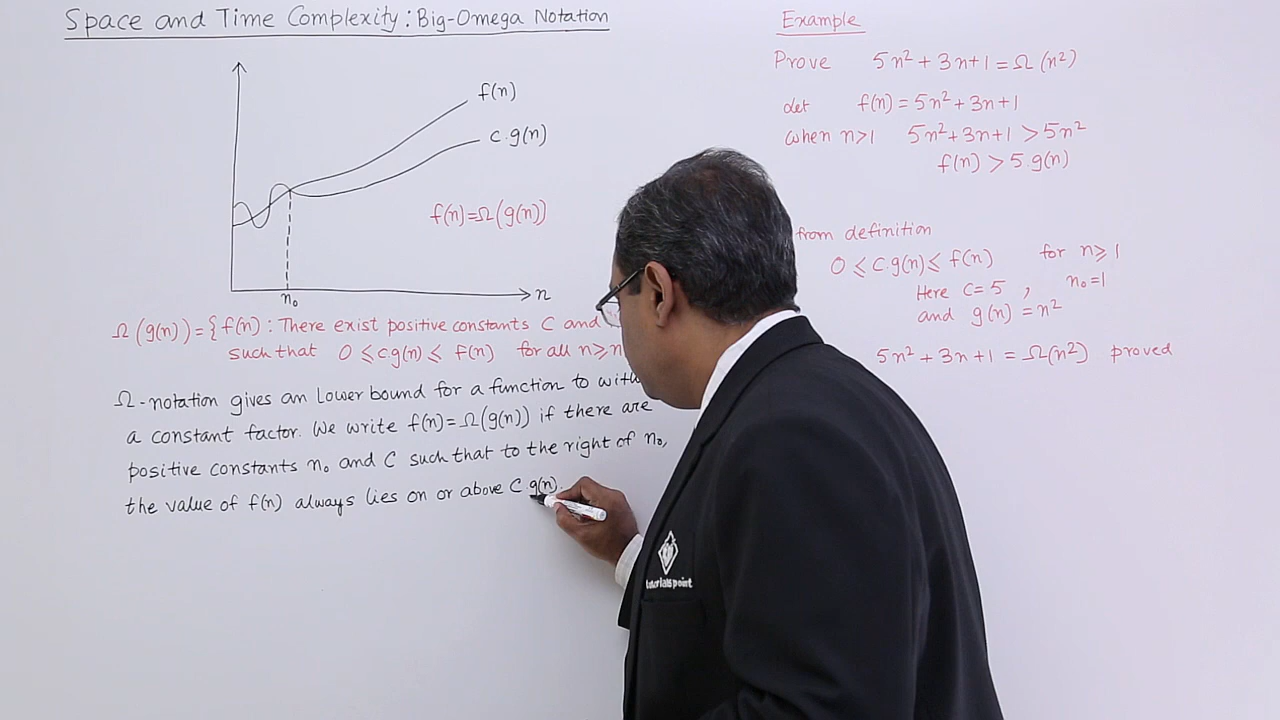 Space and Time Complexity: Big-Omega Notation
f(n)
c.g(n)
f(n)=Ω(g(n))
n
n₀
Ω(g(n))={f(n): There exist positive constants C and
such that 0 ≤ cg(n) ≤ f(n) for all n≥n
Ω-notation gives an Lower bound for a function to
a constant factor. We write f(n)=Ω(g(n)) if there are
positive constants n₀ and C such that to the right of n₀,
the value of f(n) always lies on or above C g(n).
Example
Prove 5n²+3n+1=Ω(n²)
Let f(n)=5n²+3n+1
when n>1 5n²+3n+1 > 5n²
f(n) > 5.g(n)
from definition
0 ≤ C.g(n) ≤ f(n) for n≥1
Here C=5, n₀=1
and g(n)=n²
5n²+3n+1=Ω(n²) proved
tutorialspoint